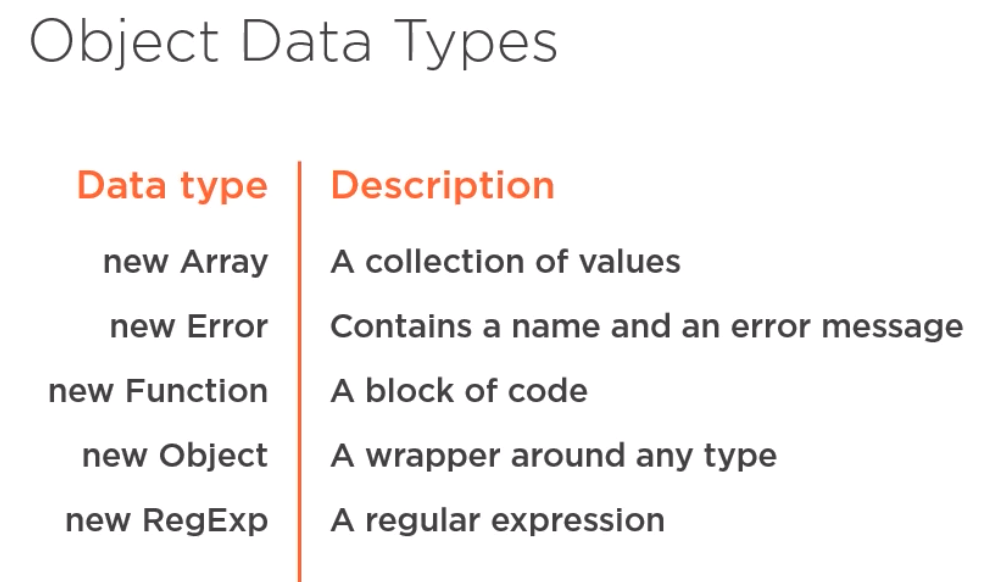 Object Data Types
Data type Description
new Array A collection of values
new Error Contains a name and an error message
new Function A block of code
new Object A wrapper around any type
new RegExp A regular expression